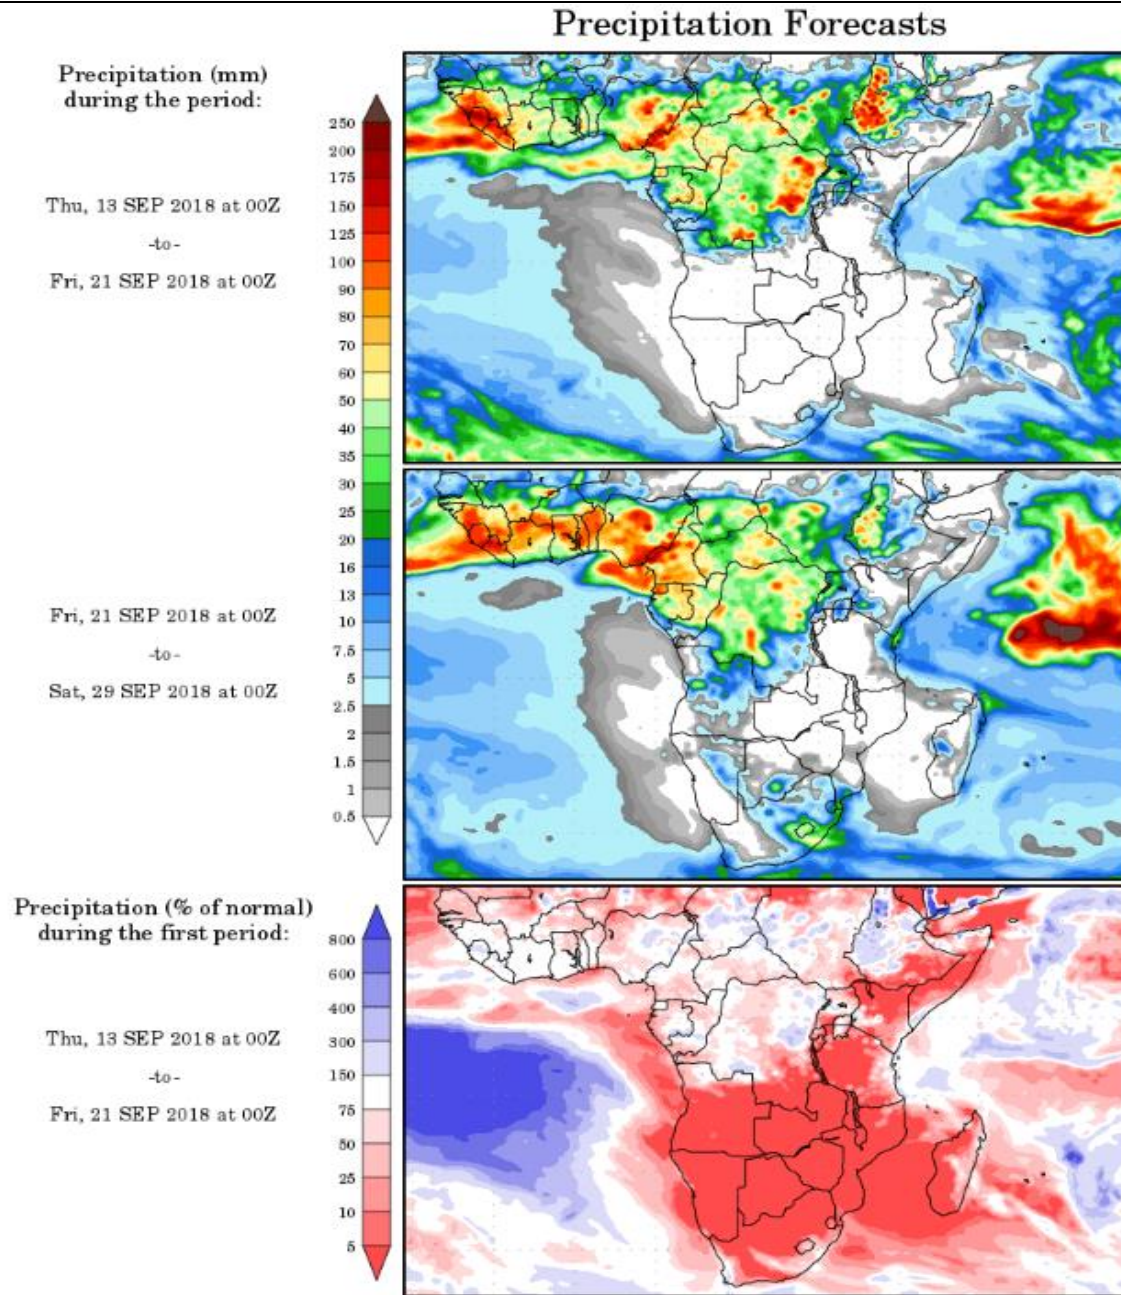 Precipitation Forecasts
Precipitation (mm)
during the period:
Thu, 13 SEP 2018 at 00Z
-to-
Fri, 21 SEP 2018 at 00Z
250
200
175
150
125
100
90
80
70
60
50
40
35
30
25
20
16
13
10
7.5
5
2.5
2
1.5
1
0.5
Fri, 21 SEP 2018 at 00Z
-to-
Sat, 29 SEP 2018 at 00Z
Precipitation (% of normal)
during the first period:
Thu, 13 SEP 2018 at 00Z
-to-
Fri, 21 SEP 2018 at 00Z
800
600
400
300
150
75
50
25
10
5